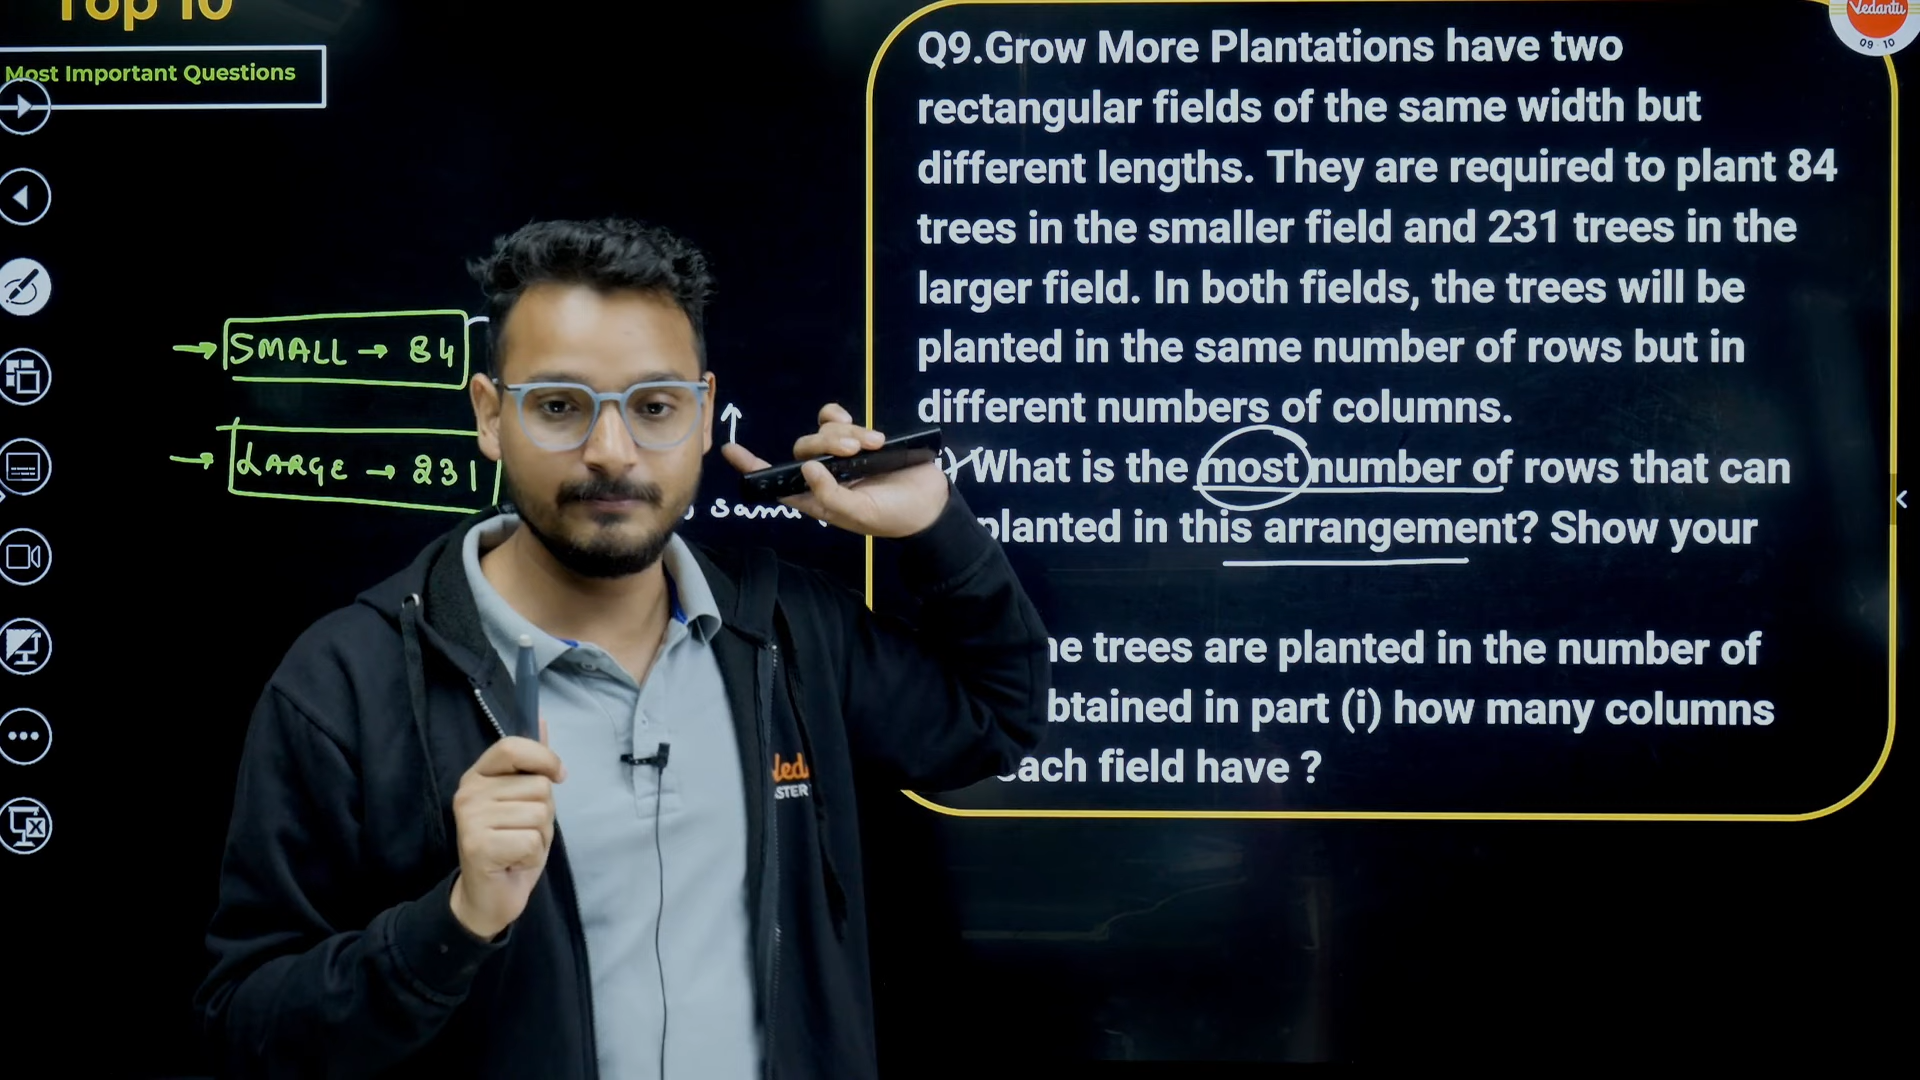 Top 10
Most Important Questions
SMALL → 84
LARGE → 231
same
Q9.Grow More Plantations have two
rectangular fields of the same width but
different lengths. They are required to plant 84
trees in the smaller field and 231 trees in the
larger field. In both fields, the trees will be
planted in the same number of rows but in
different numbers of columns.
i) What is the most number of rows that can
planted in this arrangement? Show your
trees are planted in the number of
in part (i) how many columns
field have ?
Vedantu
09 - 10